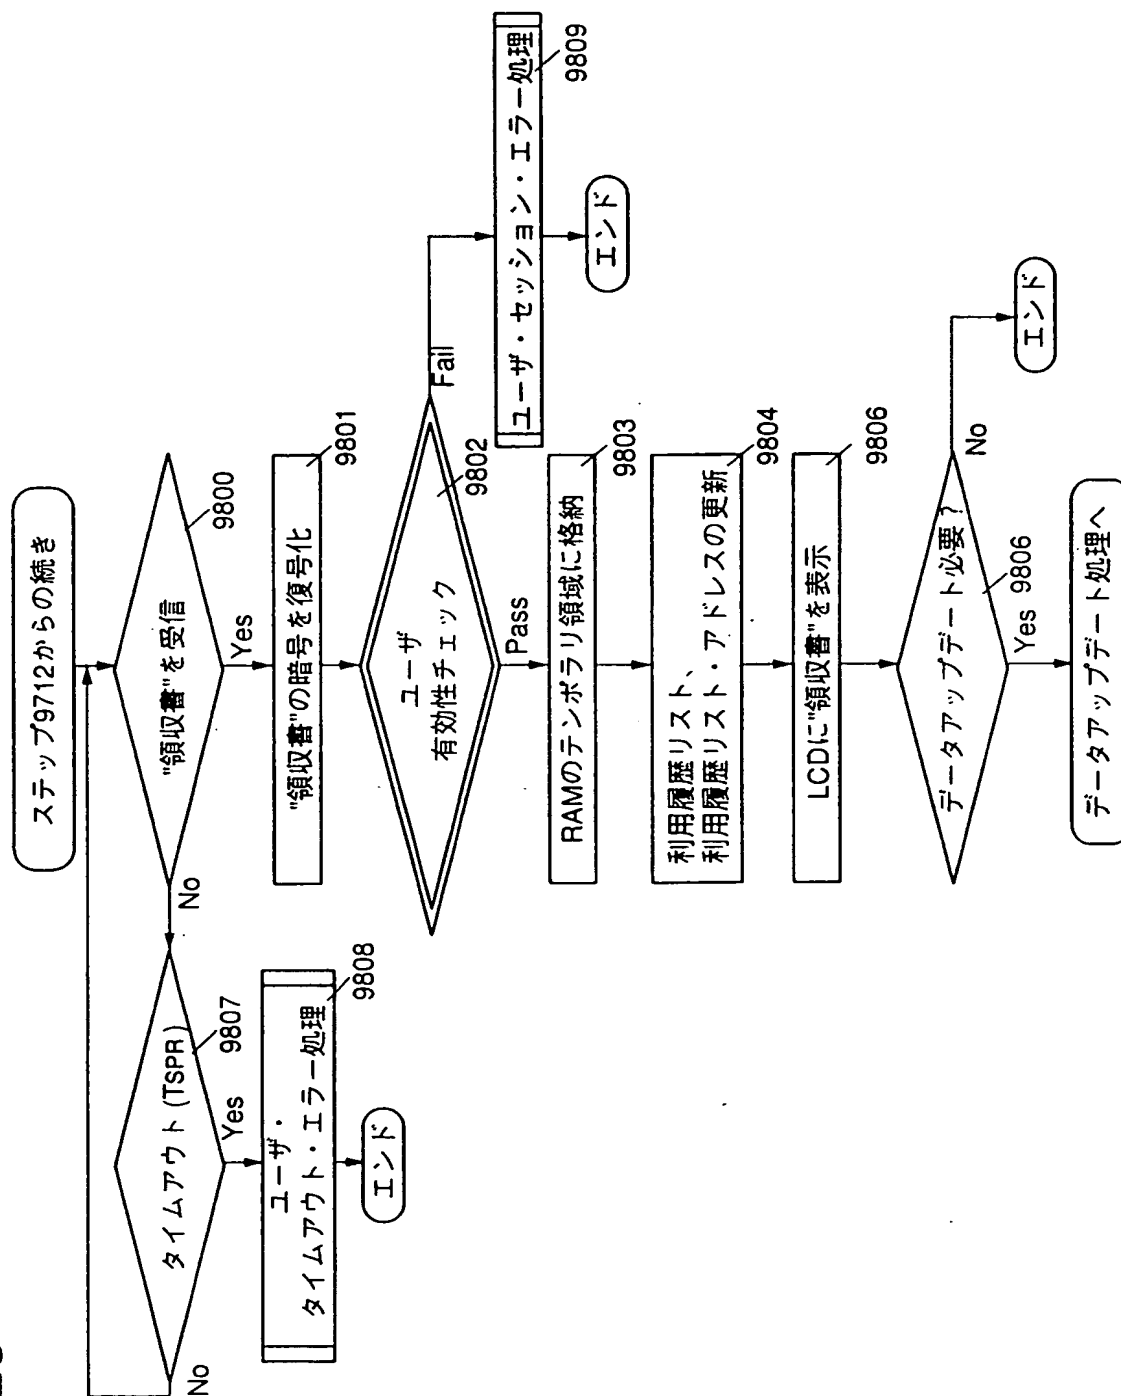 ステップ9712からの続き
"領収書"を受信
9800
Yes
No
タイムアウト(TSPR)
9807
No
Yes
ユーザ・
タイムアウト・エラー処理
9808
エンド
"領収書"の暗号を復号化
9801
ユーザ
有効性チェック
9802
Fail
ユーザ・セッション・エラー処理
9809
エンド
Pass
RAMのテンポラリ領域に格納
9803
利用履歴リスト、
利用履歴リスト・アドレスの更新
9804
LCDに"領収書"を表示
9806
データアップデート必要?
9806
No
エンド
Yes
データアップデート処理へ